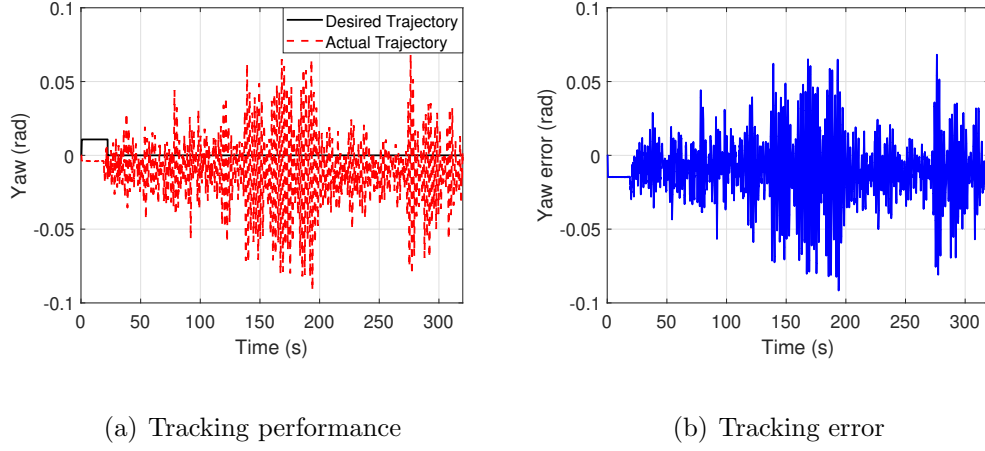 0.1
0.05
0
-0.05
-0.1
Yaw (rad)
Desired Trajectory
Actual Trajectory
0 50 100 150 200 250 300
Time (s)
(a) Tracking performance
0.1
0.05
0
-0.05
-0.1
Yaw error (rad)
0 50 100 150 200 250 300
Time (s)
(b) Tracking error